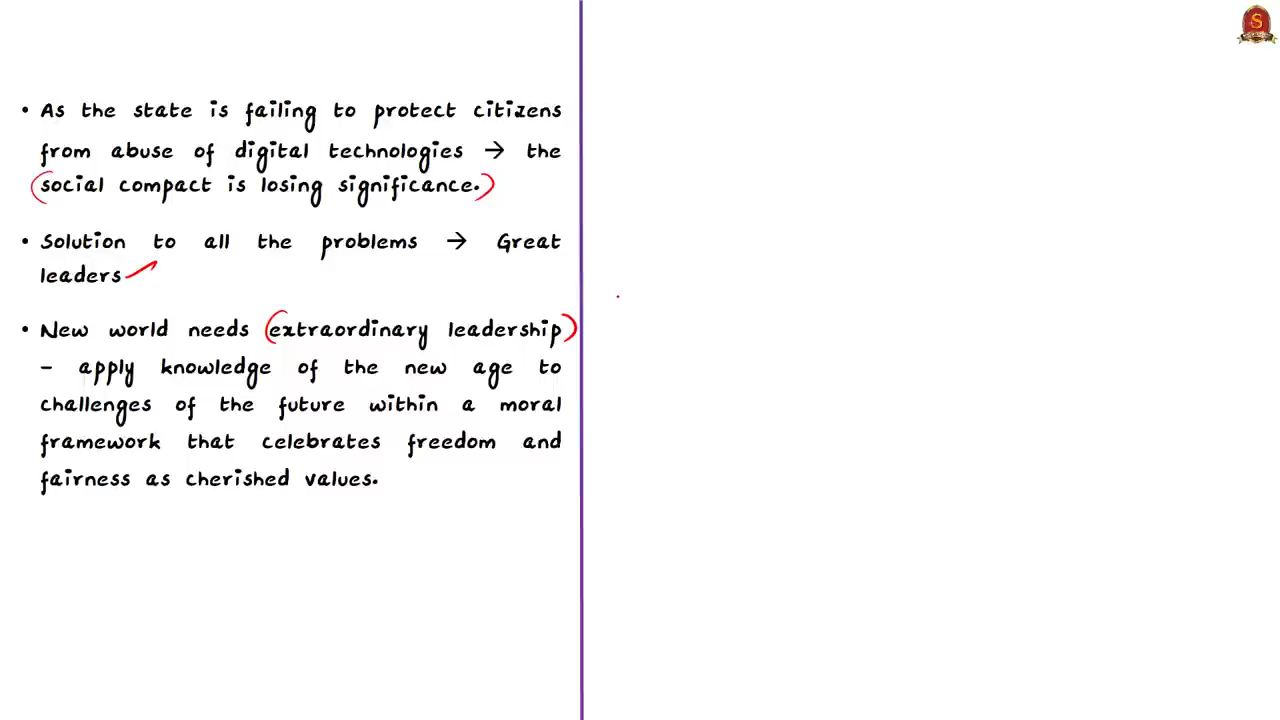 • As the state is failing to protect citizens
from abuse of digital technologies → the
social compact is losing significance.
• Solution to all the problems → Great
leaders
• New world needs extraordinary leadership
- apply knowledge of the new age to
challenges of the future within a moral
framework that celebrates freedom and
fairness as cherished values.
S